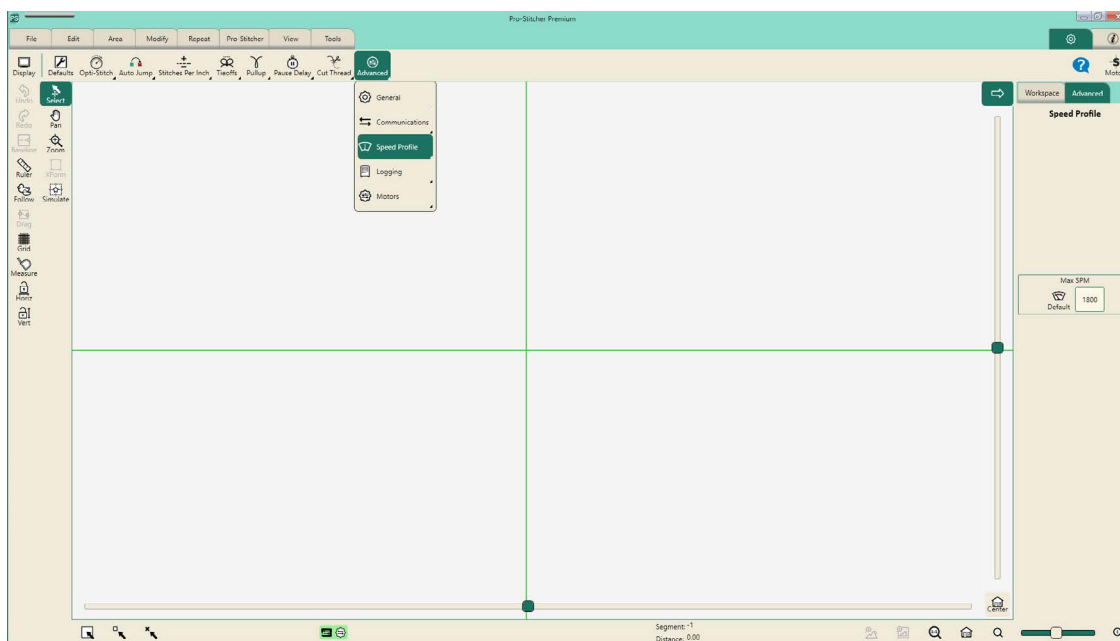 Pro-Stitcher Premium
File Edit Area Modify Repeat Pro-Stitcher View Tools
Display Defaults Opti-Stitch Auto Jump Stitches Per Inch Tieoffs Pullup Pause Delay Cut Thread Advanced
Undo Select
Redo Pan
Baseline Zoom
Ruler XForm
Follow Simulate
Drag
Grid
Measure
Horiz
Vert
General
Communications
Speed Profile
Logging
Motors
Workspace Advanced
Speed Profile
Max SPM
Default 1800
Center
Segment: -1
Distance: 0.00